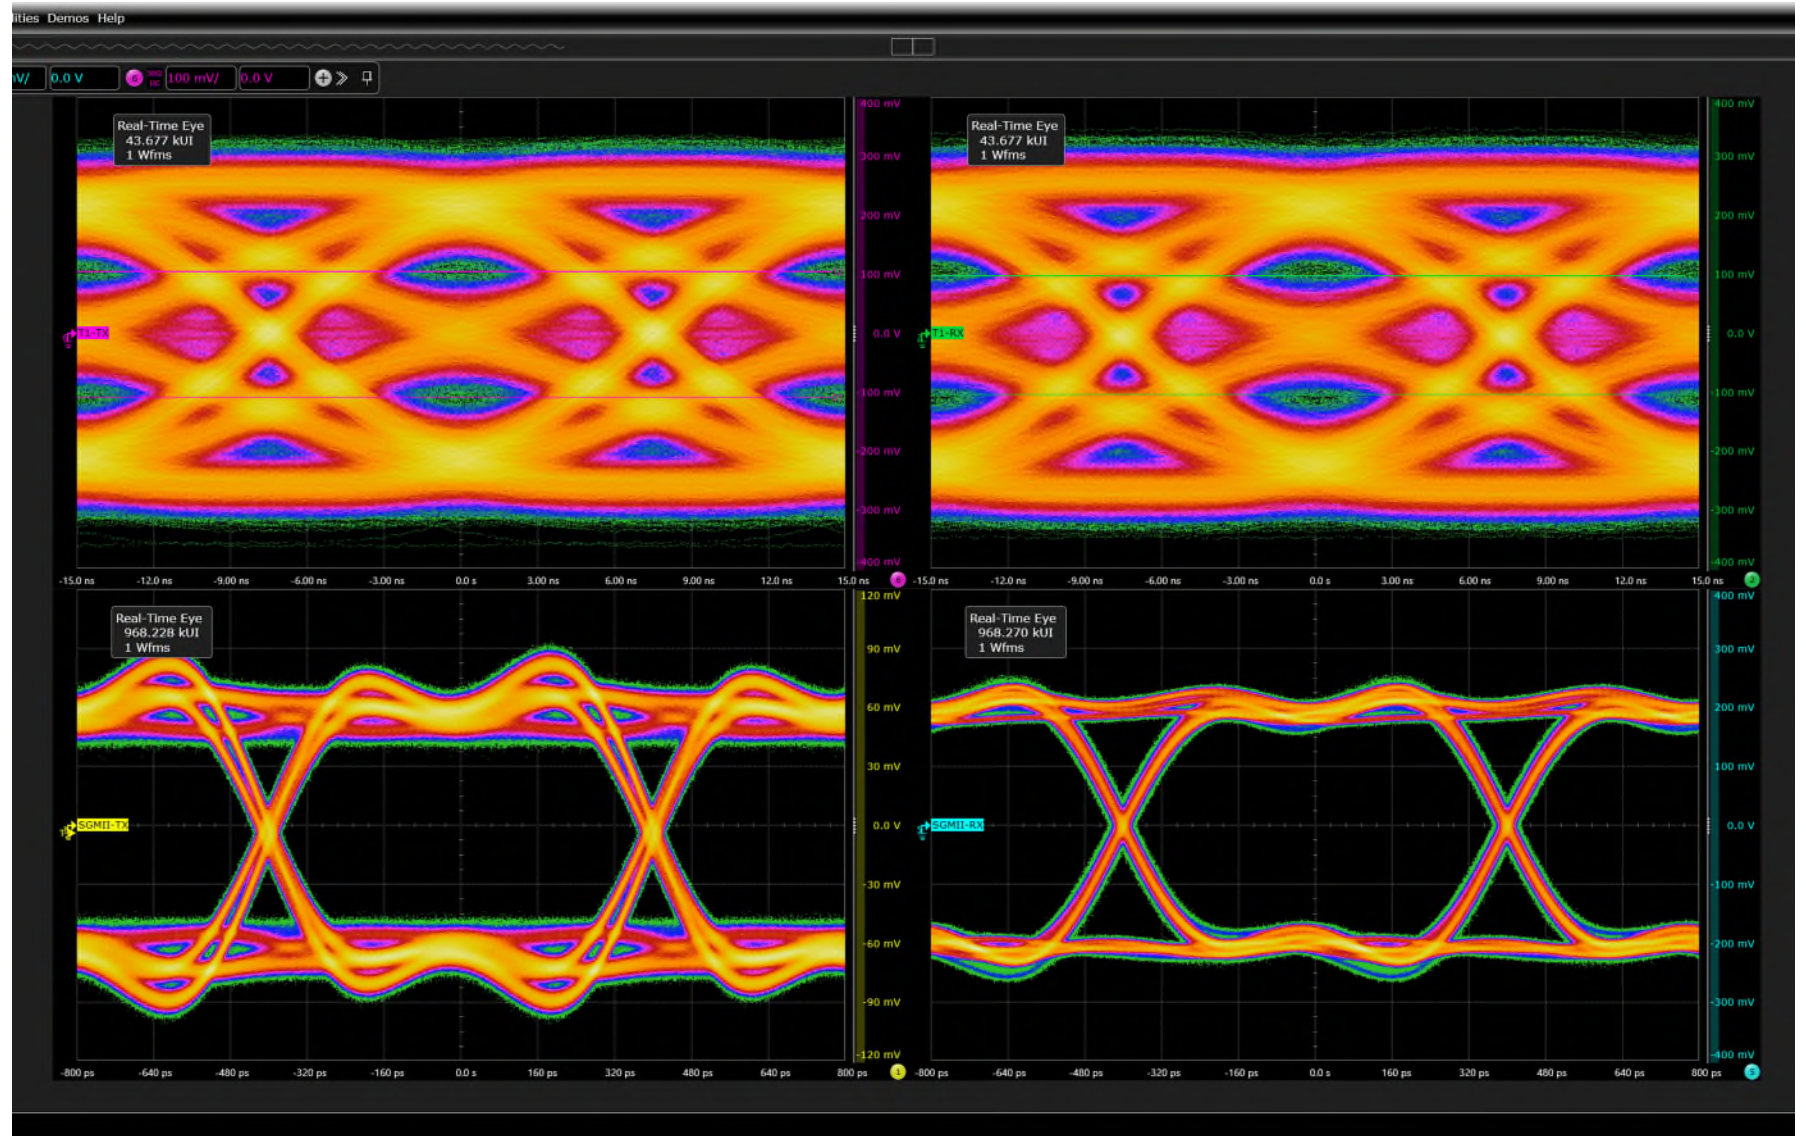 lities Demos Help
mV/ 0.0 V 6 100 mV/ 0.0 V
Real-Time Eye
43.677 kUI
1 Wfms
400 mV
300 mV
200 mV
100 mV
0.0 V
-100 mV
-200 mV
-300 mV
-400 mV
T1-TX
-15.0 ns -12.0 ns -9.00 ns -6.00 ns -3.00 ns 0.0 s 3.00 ns 6.00 ns 9.00 ns 12.0 ns 15.0 ns 6
Real-Time Eye
43.677 kUI
1 Wfms
400 mV
300 mV
200 mV
100 mV
0.0 V
-100 mV
-200 mV
-300 mV
-400 mV
T1-RX
-15.0 ns -12.0 ns -9.00 ns -6.00 ns -3.00 ns 0.0 s 3.00 ns 6.00 ns 9.00 ns 12.0 ns 15.0 ns 2
Real-Time Eye
968.228 kUI
1 Wfms
120 mV
90 mV
60 mV
30 mV
0.0 V
-30 mV
-60 mV
-90 mV
-120 mV
SGMII-TX
-800 ps -640 ps -480 ps -320 ps -160 ps 0.0 s 160 ps 320 ps 480 ps 640 ps 800 ps 1
Real-Time Eye
968.270 kUI
1 Wfms
400 mV
300 mV
200 mV
100 mV
0.0 V
-100 mV
-200 mV
-300 mV
-400 mV
SGMII-RX
-800 ps -640 ps -480 ps -320 ps -160 ps 0.0 s 160 ps 320 ps 480 ps 640 ps 800 ps 5